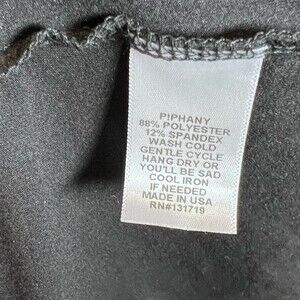 P!PHANY
88% POLYESTER
12% SPANDEX
WASH COLD
GENTLE CYCLE
HANG DRY OR
YOU'LL BE SAD
COOL IRON
IF NEEDED
MADE IN USA
RN#131719